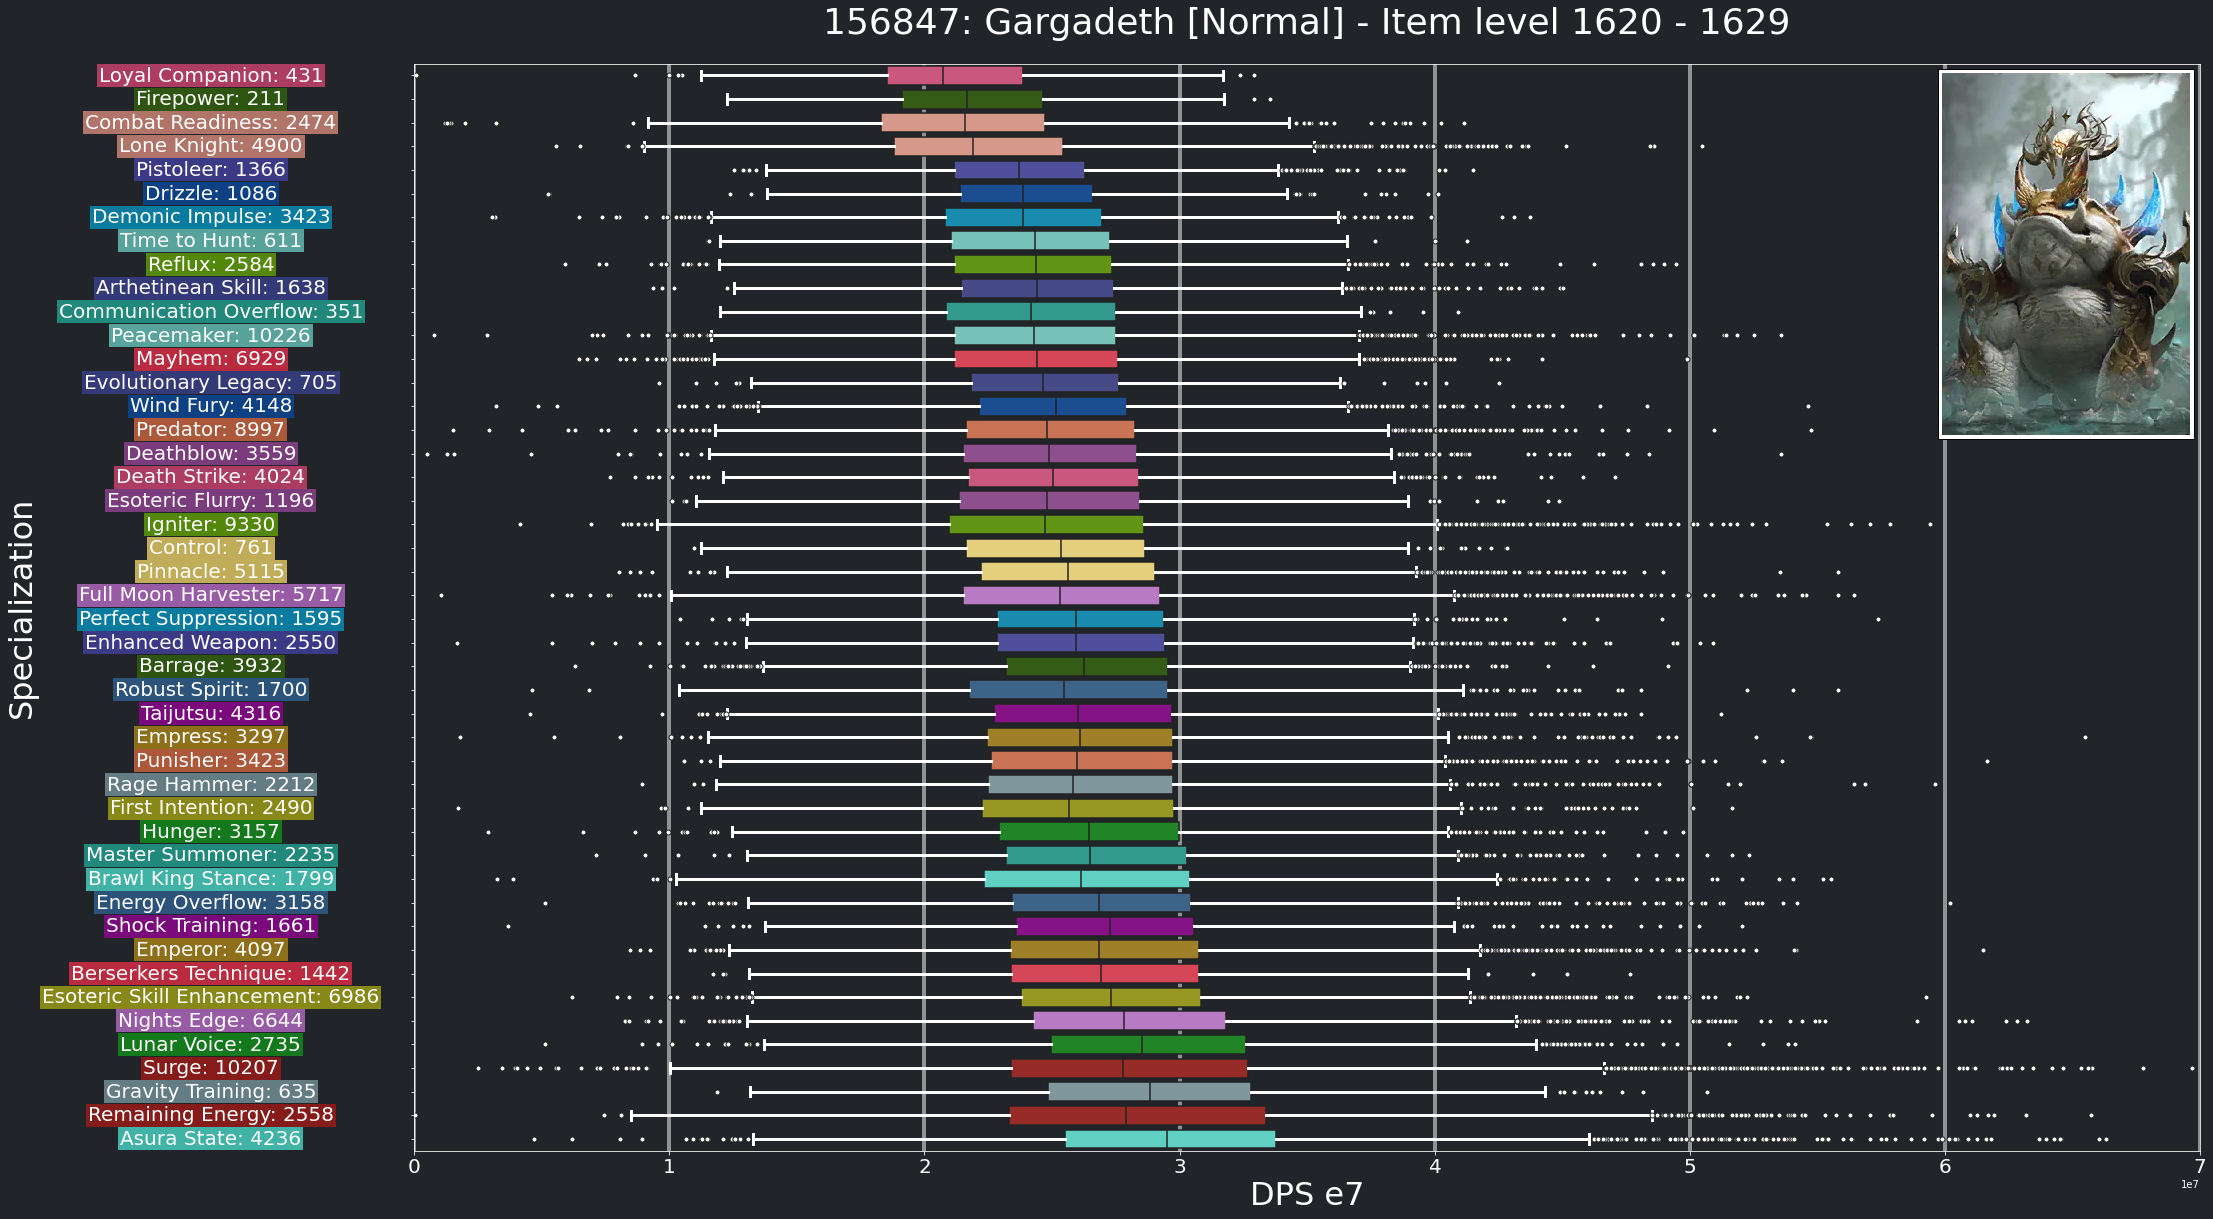 156847: Gargadeth [Normal] - Item level 1620 - 1629
Specialization
Loyal Companion: 431
Firepower: 211
Combat Readiness: 2474
Lone Knight: 4900
Pistoleer: 1366
Drizzle: 1086
Demonic Impulse: 3423
Time to Hunt: 611
Reflux: 2584
Arthetinean Skill: 1638
Communication Overflow: 351
Peacemaker: 10226
Mayhem: 6929
Evolutionary Legacy: 705
Wind Fury: 4148
Predator: 8997
Deathblow: 3559
Death Strike: 4024
Esoteric Flurry: 1196
Igniter: 9330
Control: 761
Pinnacle: 5115
Full Moon Harvester: 5717
Perfect Suppression: 1595
Enhanced Weapon: 2550
Barrage: 3932
Robust Spirit: 1700
Taijutsu: 4316
Empress: 3297
Punisher: 3423
Rage Hammer: 2212
First Intention: 2490
Hunger: 3157
Master Summoner: 2235
Brawl King Stance: 1799
Energy Overflow: 3158
Shock Training: 1661
Emperor: 4097
Berserkers Technique: 1442
Esoteric Skill Enhancement: 6986
Nights Edge: 6644
Lunar Voice: 2735
Surge: 10207
Gravity Training: 635
Remaining Energy: 2558
Asura State: 4236
0 1 2 3 4 5 6 7
DPS e7
1e7